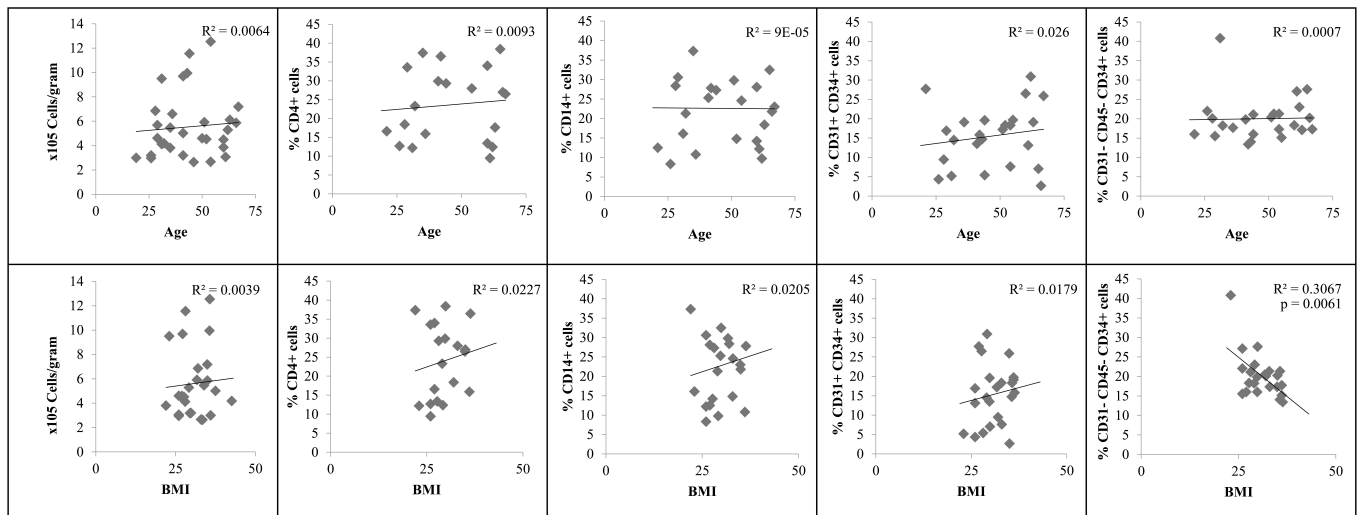 x105 Cells/gram
R² = 0.0064
14
12
10
8
6
4
2
0
0 25 50 75
Age
% CD4+ cells
R² = 0.0093
45
40
35
30
25
20
15
10
5
0
0 25 50 75
Age
% CD14+ cells
R² = 9E-05
45
40
35
30
25
20
15
10
5
0
0 25 50 75
Age
% CD31+ CD34+ cells
R² = 0.026
45
40
35
30
25
20
15
10
5
0
0 25 50 75
Age
% CD31- CD45- CD34+ cells
R² = 0.0007
45
40
35
30
25
20
15
10
5
0
0 25 50 75
Age
x105 Cells/gram
R² = 0.0039
14
12
10
8
6
4
2
0
0 25 50
BMI
% CD4+ cells
R² = 0.0227
45
40
35
30
25
20
15
10
5
0
0 25 50
BMI
% CD14+ cells
R² = 0.0205
45
40
35
30
25
20
15
10
5
0
0 25 50
BMI
% CD31+ CD34+ cells
R² = 0.0179
45
40
35
30
25
20
15
10
5
0
0 25 50
BMI
% CD31- CD45- CD34+ cells
R² = 0.3067
p = 0.0061
45
40
35
30
25
20
15
10
5
0
0 25 50
BMI